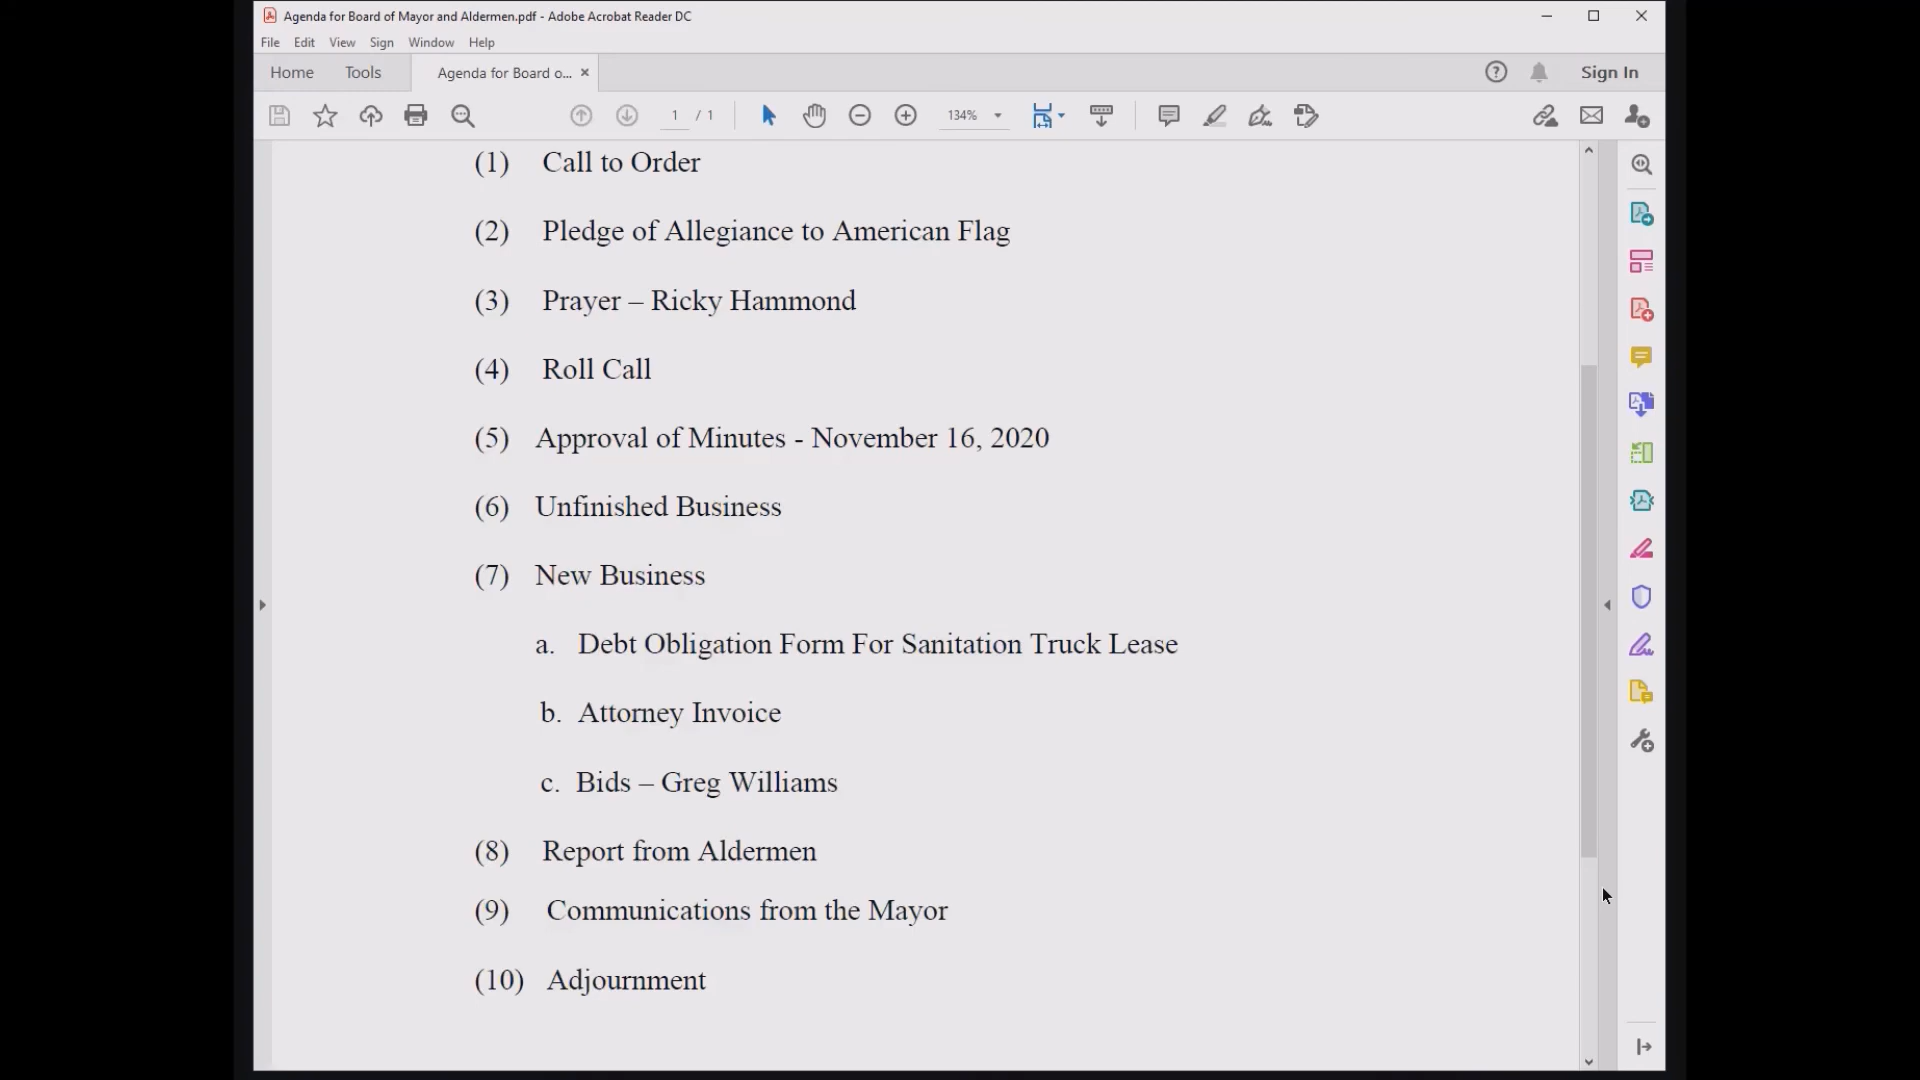 Agenda for Board of Mayor and Aldermen.pdf - Adobe Acrobat Reader DC
File Edit View Sign Window Help
Home Tools Agenda for Board o... Sign In
1 / 1 134%
(1) Call to Order
(2) Pledge of Allegiance to American Flag
(3) Prayer – Ricky Hammond
(4) Roll Call
(5) Approval of Minutes - November 16, 2020
(6) Unfinished Business
(7) New Business
a. Debt Obligation Form For Sanitation Truck Lease
b. Attorney Invoice
c. Bids – Greg Williams
(8) Report from Aldermen
(9) Communications from the Mayor
(10) Adjournment